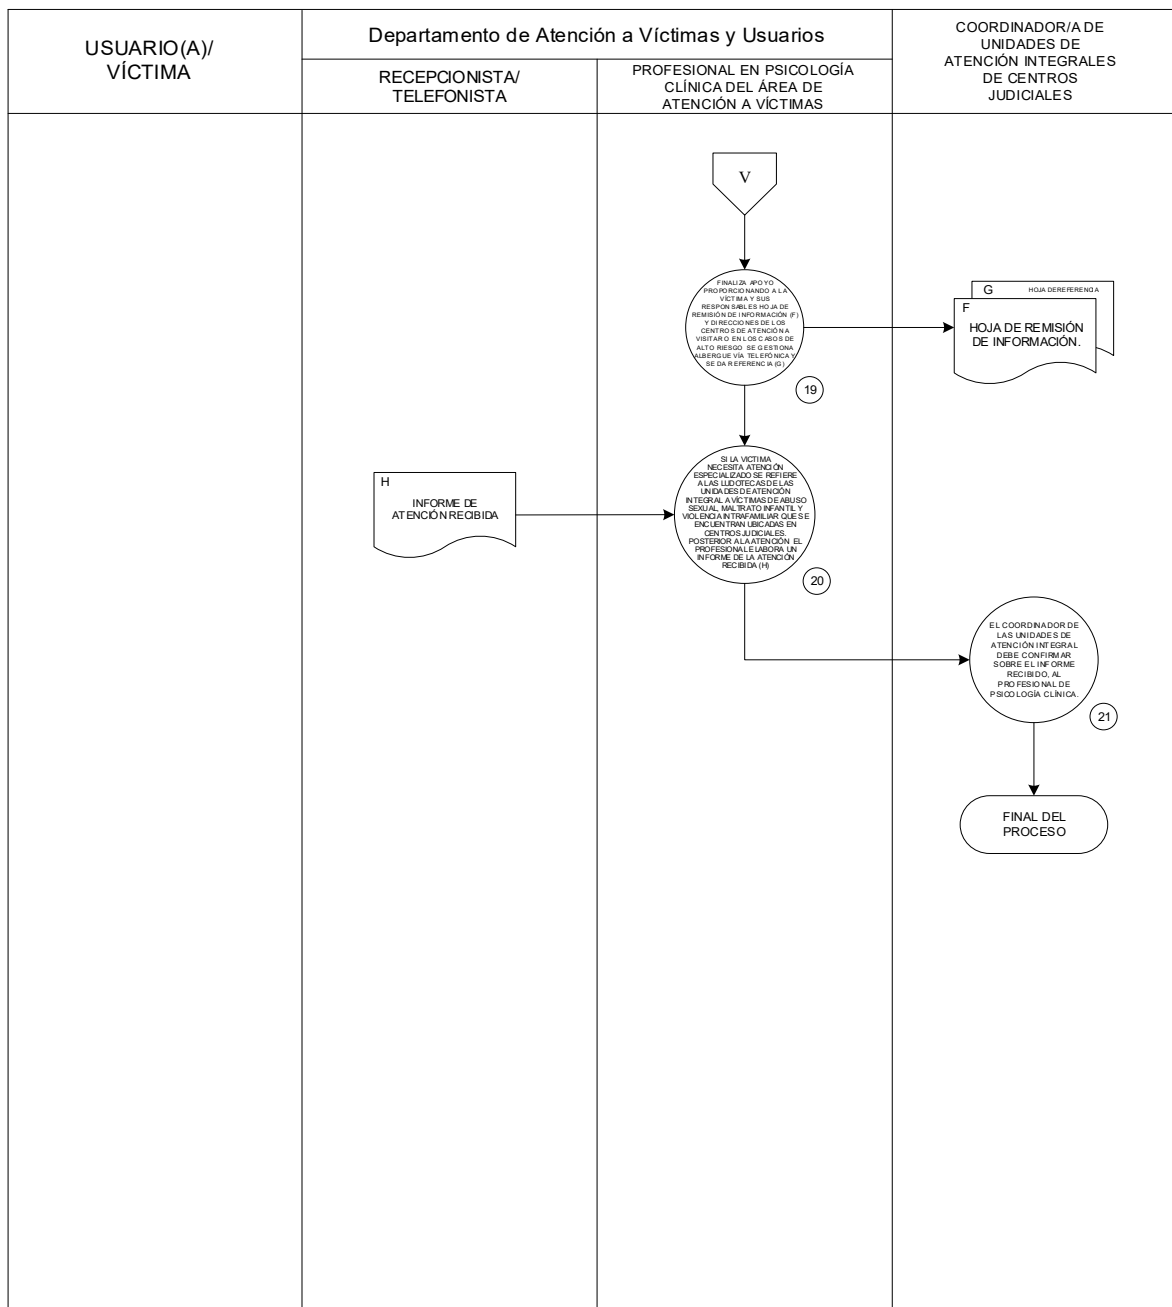 USUARIO(A)/
VÍCTIMA
Departamento de Atención a Víctimas y Usuarios
RECEPCIONISTA/
TELEFONISTA
PROFESIONAL EN PSICOLOGÍA
CLÍNICA DEL ÁREA DE
ATENCIÓN A VÍCTIMAS
COORDINADOR/A DE
UNIDADES DE
ATENCIÓN INTEGRALES
DE CENTROS
JUDICIALES
V
FINALIZA APOYO
PROPORCIONANDO A LA
VÍCTIMA Y SUS
RESPONSABLES HOJA DE
REMISIÓN DE INFORMACIÓN (F)
Y DIRECCIONES DE LOS
CENTROS DE ATENCIÓN A
VISITAR O EN LOS CASOS DE
ALTO RIESGO SE GESTIONA
ALBERGUE VÍA TELEFÓNICA Y
SE DA REFERENCIA (G)
19
G
HOJA DE REFERENCIA
F
HOJA DE REMISIÓN
DE INFORMACIÓN.
H
INFORME DE
ATENCIÓN RECIBIDA
SI LA VICTIMA
NECESITA ATENCIÓN
ESPECIALIZADO SE REFIERE
A LAS LUDOTECAS DE LAS
UNIDADES DE ATENCIÓN
INTEGRAL A VÍCTIMAS DE ABUSO
SEXUAL, MALTRATO INFANTIL Y
VIOLENCIA INTRAFAMILIAR QUE SE
ENCUENTRAN UBICADAS EN
CENTROS JUDICIALES.
POSTERIOR A LA ATENCIÓN EL
PROFESIONAL ELABORA UN
INFORME DE LA ATENCIÓN
RECIBIDA (H)
20
EL COORDINADOR DE
LAS UNIDADES DE
ATENCIÓN INTEGRAL
DEBE CONFIRMAR
SOBRE EL INFORME
RECIBIDO, AL
PROFESIONAL DE
PSICOLOGÍA CLÍNICA.
21
FINAL DEL
PROCESO